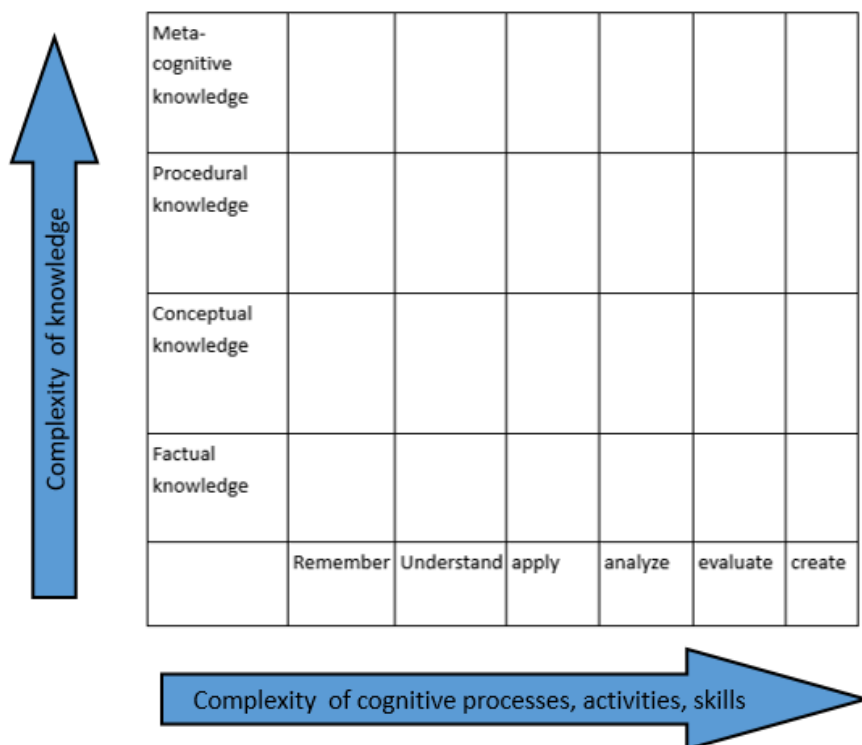 Meta-
cognitive
knowledge
Procedural
knowledge
Conceptual
knowledge
Factual
knowledge
Remember Understand apply analyze evaluate create
Complexity of knowledge
Complexity of cognitive processes, activities, skills